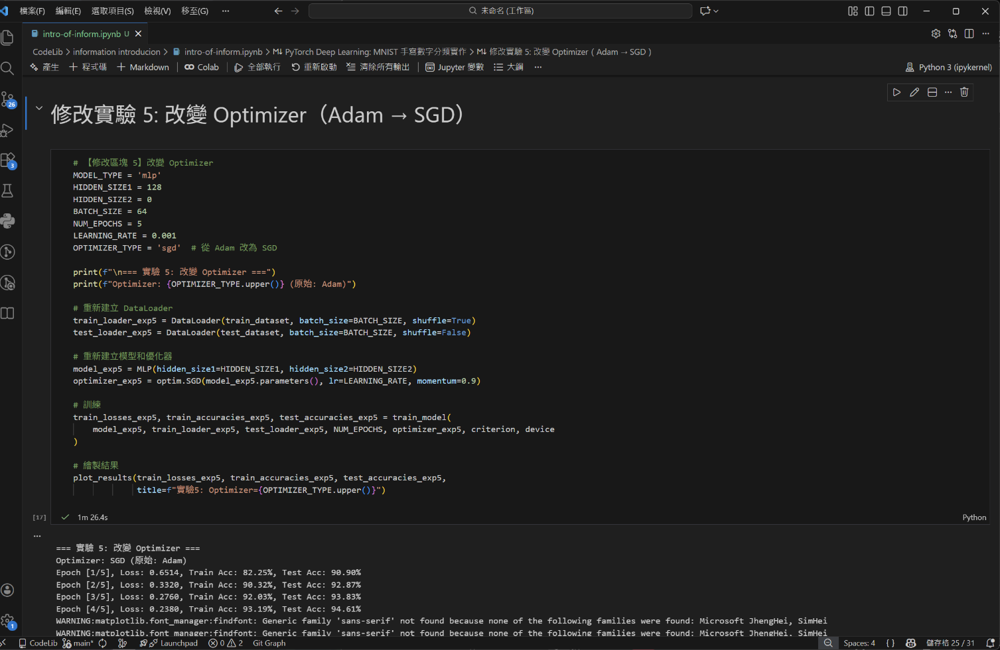 檔案(F) 編輯(E) 選取項目(S) 檢視(V) 移至(G) ... 未命名 (工作區)
intro-of-inform.ipynb U
CodeLib > information introducion > intro-of-inform.ipynb > M↓ PyTorch Deep Learning: MNIST 手寫數字分類實作 > M↓ 修改實驗 5: 改變 Optimizer ( Adam → SGD )
產生 + 程式碼 + Markdown Colab 全部執行 重新啟動 清除所有輸出 Jupyter 變數 大綱 ... Python 3 (ipykernel)
修改實驗 5: 改變 Optimizer（Adam → SGD）
# 【修改區塊 5】改變 Optimizer
MODEL_TYPE = 'mlp'
HIDDEN_SIZE1 = 128
HIDDEN_SIZE2 = 0
BATCH_SIZE = 64
NUM_EPOCHS = 5
LEARNING_RATE = 0.001
OPTIMIZER_TYPE = 'sgd'  # 從 Adam 改為 SGD
print(f"\n=== 實驗 5: 改變 Optimizer ===")
print(f"Optimizer: {OPTIMIZER_TYPE.upper()} (原始: Adam)")
# 重新建立 DataLoader
train_loader_exp5 = DataLoader(train_dataset, batch_size=BATCH_SIZE, shuffle=True)
test_loader_exp5 = DataLoader(test_dataset, batch_size=BATCH_SIZE, shuffle=False)
# 重新建立模型和優化器
model_exp5 = MLP(hidden_size1=HIDDEN_SIZE1, hidden_size2=HIDDEN_SIZE2)
optimizer_exp5 = optim.SGD(model_exp5.parameters(), lr=LEARNING_RATE, momentum=0.9)
# 訓練
train_losses_exp5, train_accuracies_exp5, test_accuracies_exp5 = train_model(
model_exp5, train_loader_exp5, test_loader_exp5, NUM_EPOCHS, optimizer_exp5, criterion, device
)
# 繪製結果
plot_results(train_losses_exp5, train_accuracies_exp5, test_accuracies_exp5,
title=f"實驗5: Optimizer={OPTIMIZER_TYPE.upper()}")
[17] 1m 26.4s Python
...
=== 實驗 5: 改變 Optimizer ===
Optimizer: SGD (原始: Adam)
Epoch [1/5], Loss: 0.6514, Train Acc: 82.25%, Test Acc: 90.90%
Epoch [2/5], Loss: 0.3320, Train Acc: 90.32%, Test Acc: 92.87%
Epoch [3/5], Loss: 0.2760, Train Acc: 92.03%, Test Acc: 93.83%
Epoch [4/5], Loss: 0.2380, Train Acc: 93.19%, Test Acc: 94.61%
WARNING:matplotlib.font_manager:findfont: Generic family 'sans-serif' not found because none of the following families were found: Microsoft JhengHei, SimHei
WARNING:matplotlib.font_manager:findfont: Generic family 'sans-serif' not found because none of the following families were found: Microsoft JhengHei, SimHei
26
3
1
CodeLib main* Launchpad 0 2 Git Graph Spaces: 4 { } 儲存格 25 / 31